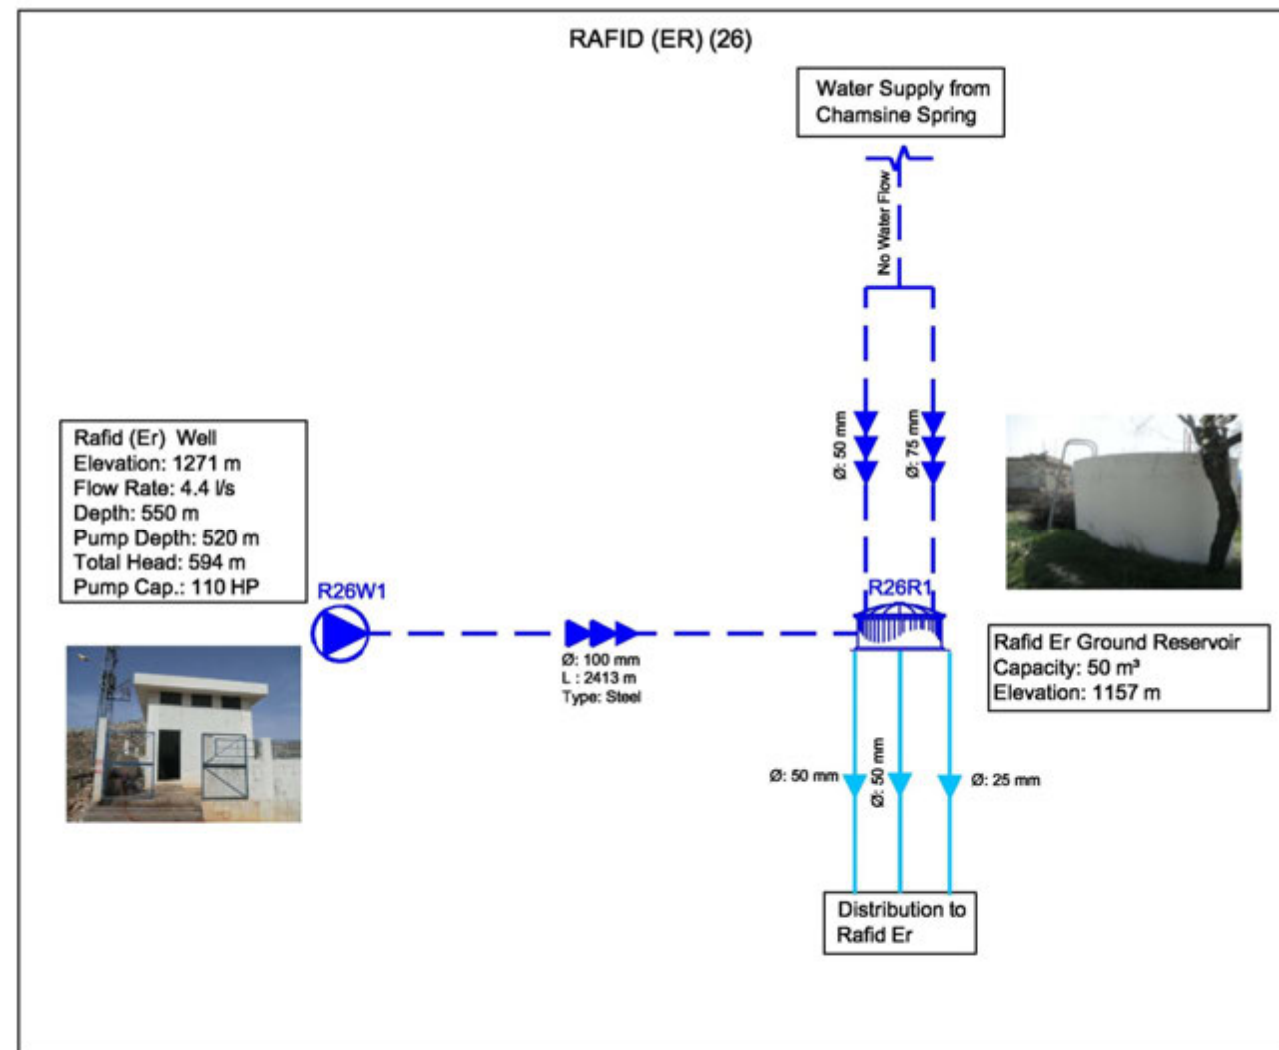 RAFID (ER) (26)
Water Supply from
Chamsine Spring
No Water Flow
Ø: 50 mm
Ø: 75 mm
Rafid (Er) Well
Elevation: 1271 m
Flow Rate: 4.4 l/s
Depth: 550 m
Pump Depth: 520 m
Total Head: 594 m
Pump Cap.: 110 HP
R26W1
R26R1
Ø: 100 mm
L : 2413 m
Type: Steel
Rafid Er Ground Reservoir
Capacity: 50 m³
Elevation: 1157 m
Ø: 50 mm
Ø: 50 mm
Ø: 25 mm
Distribution to
Rafid Er